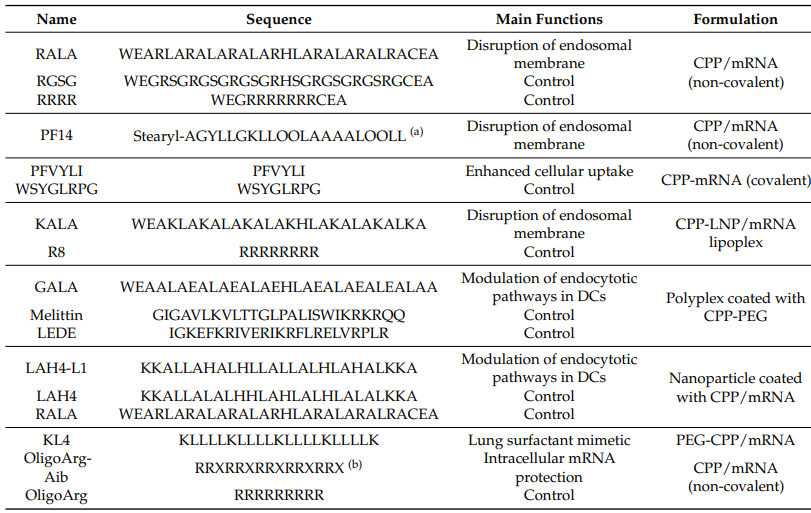 Name Sequence Main Functions Formulation
RALA WEARLARALARALARHLARALARALRACEA Disruption of endosomal membrane CPP/mRNA (non-covalent)
RGSG WEGRSGRGSGRGSGRHSGRGSGRGSRGCEA Control
RRRR WEGRRRRRRRCEA Control
PF14 Stearyl-AGYLLGKLLOOLAAAALOOLL (a) Disruption of endosomal membrane CPP/mRNA (non-covalent)
PFVYLI PFVYLI Enhanced cellular uptake CPP-mRNA (covalent)
WSYGLRPG WSYGLRPG Control
KALA WEAKLAKALAKALAKHLAKALAKALKA Disruption of endosomal membrane CPP-LNP/mRNA lipoplex
R8 RRRRRRRR Control
GALA WEAALAEALAEALAEHLAEALAEALEALAA Modulation of endocytotic pathways in DCs Polyplex coated with CPP-PEG
Melittin GIGAVLKVLTTGLPALISWIKRKRQQ Control
LEDE IGKEFKRIVERIKRFLRELVRPLR Control
LAH4-L1 KKALLAHALHLLALLALHLAHALKKA Modulation of endocytotic pathways in DCs Nanoparticle coated with CPP/mRNA
LAH4 KKALLALALHHLAHLALHLALALKKA Control
RALA WEARLARALARALARHLARALARALRACEA Control
KL4 KLLLLKLLLLKLLLLKLLLLK Lung surfactant mimetic PEG-CPP/mRNA
OligoArg-Aib RRXRRXRRXRRXRRX (b) Intracellular mRNA protection CPP/mRNA (non-covalent)
OligoArg RRRRRRRRR Control